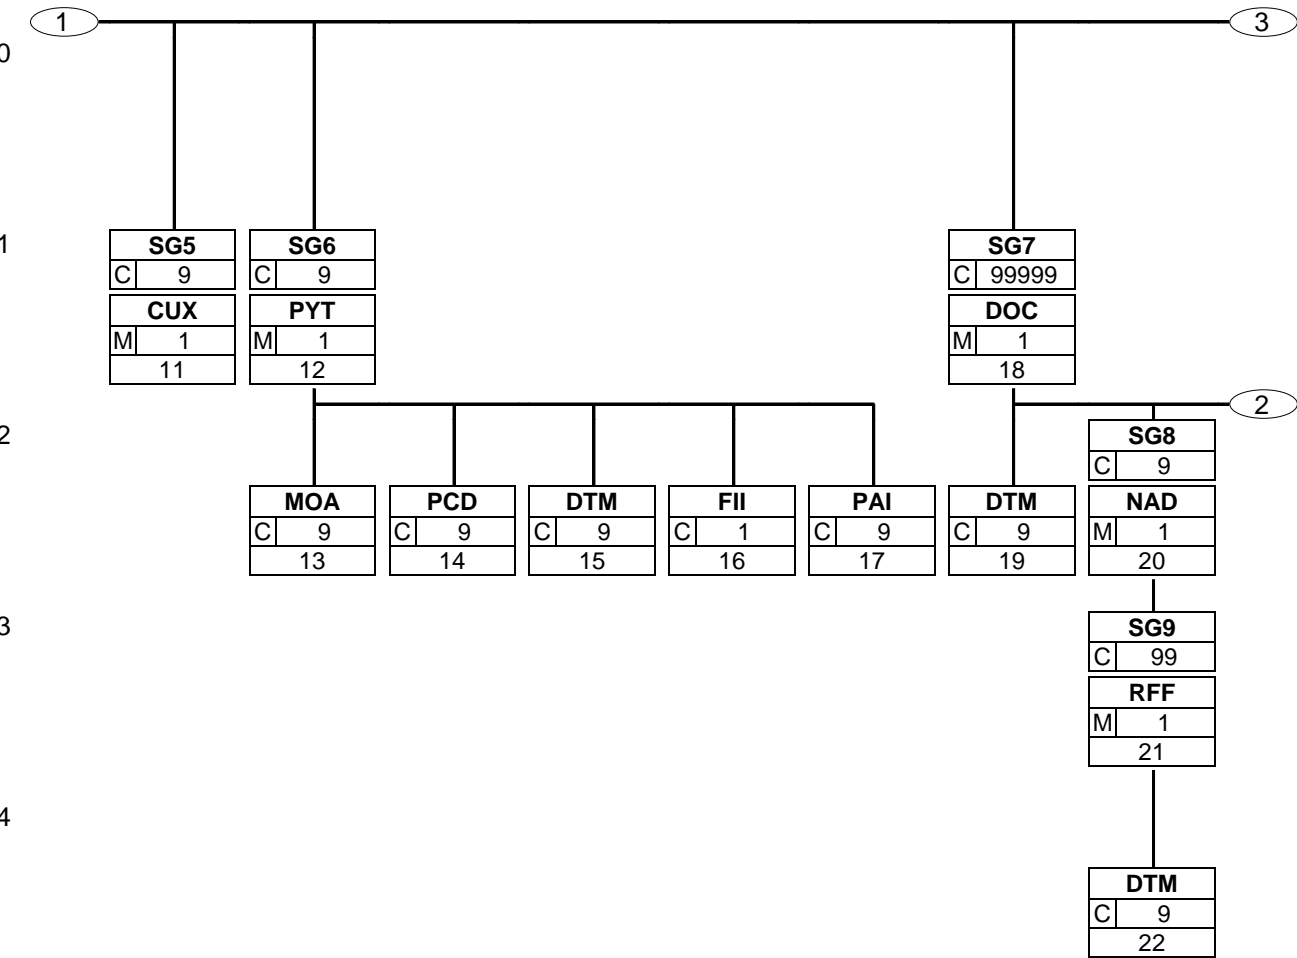 1 3
0
1
SG5 SG6 SG7
C 9 C 9 C 99999
CUX PYT DOC
M 1 M 1 M 1
11 12 18
2
2
SG8
C 9
MOA PCD DTM FII PAI DTM NAD
C 9 C 9 C 9 C 1 C 9 C 9 M 1
13 14 15 16 17 19 20
3
SG9
C 99
RFF
M 1
21
4
DTM
C 9
22